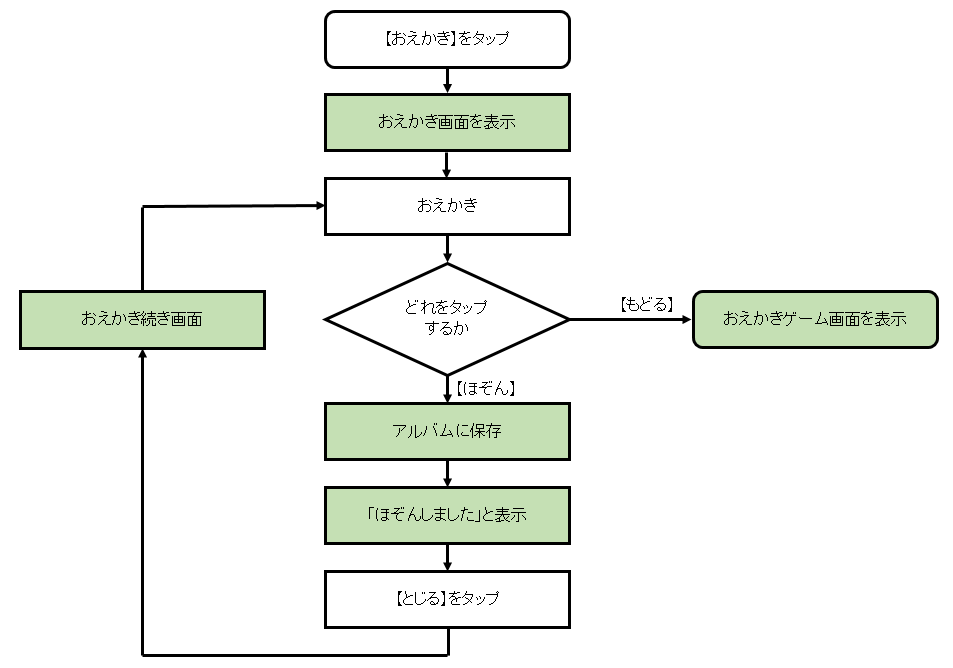 【おえかき】をタップ
おえかき画面を表示
おえかき
どれをタップ
するか
【もどる】
おえかきゲーム画面を表示
おえかき続き画面
【ほぞん】
アルバムに保存
「ほぞんしました」と表示
【とじる】をタップ